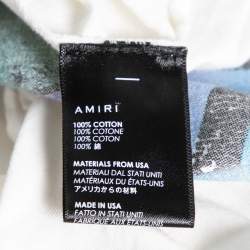 AMIRI
100% COTTON
100% COTONE
100% COTON
100% 綿
MATERIALS FROM USA
MATERIALI DAL STATI UNITI
MATÉRIAUX DU ÉTATS-UNIS
アメリカからの材料
MADE IN USA
FATTO IN STATI UNITI